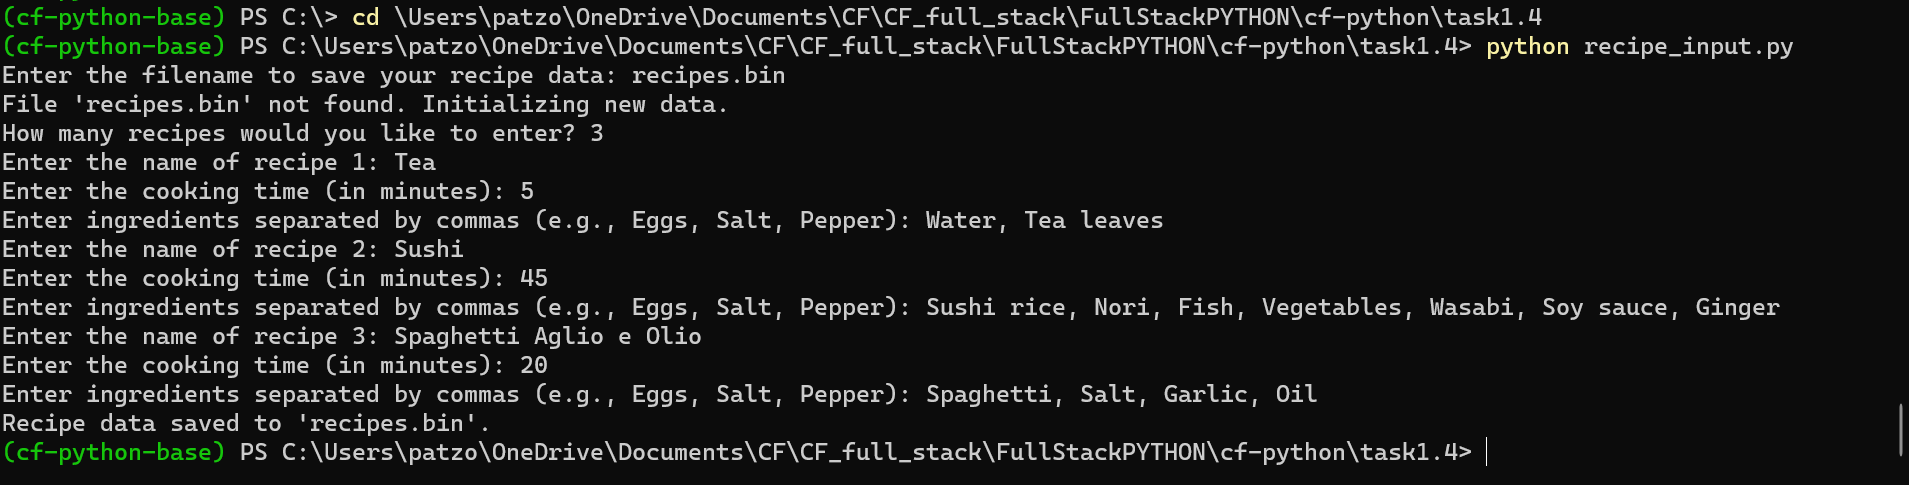 (cf-python-base) PS C:\> cd \Users\patzo\OneDrive\Documents\CF\CF_full_stack\FullStackPYTHON\cf-python\task1.4
(cf-python-base) PS C:\Users\patzo\OneDrive\Documents\CF\CF_full_stack\FullStackPYTHON\cf-python\task1.4> python recipe_input.py
Enter the filename to save your recipe data: recipes.bin
File 'recipes.bin' not found. Initializing new data.
How many recipes would you like to enter? 3
Enter the name of recipe 1: Tea
Enter the cooking time (in minutes): 5
Enter ingredients separated by commas (e.g., Eggs, Salt, Pepper): Water, Tea leaves
Enter the name of recipe 2: Sushi
Enter the cooking time (in minutes): 45
Enter ingredients separated by commas (e.g., Eggs, Salt, Pepper): Sushi rice, Nori, Fish, Vegetables, Wasabi, Soy sauce, Ginger
Enter the name of recipe 3: Spaghetti Aglio e Olio
Enter the cooking time (in minutes): 20
Enter ingredients separated by commas (e.g., Eggs, Salt, Pepper): Spaghetti, Salt, Garlic, Oil
Recipe data saved to 'recipes.bin'.
(cf-python-base) PS C:\Users\patzo\OneDrive\Documents\CF\CF_full_stack\FullStackPYTHON\cf-python\task1.4>